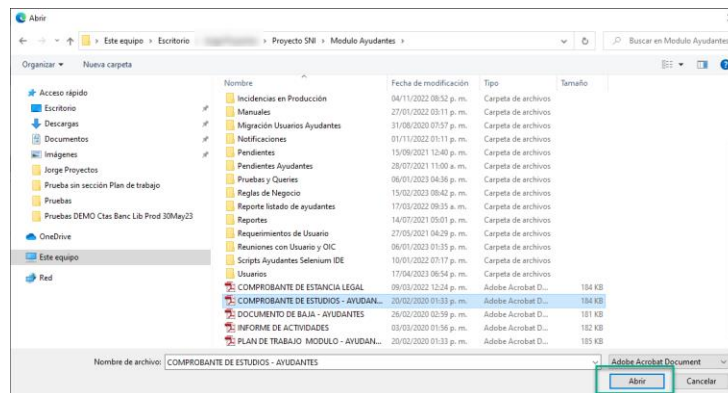 Abrir
Este equipo > Escritorio > Proyecto SNI > Modulo Ayudantes >
Buscar en Modulo Ayudantes
Organizar Nueva carpeta
Nombre Fecha de modificación Tipo Tamaño
Acceso rápido
Escritorio
Descargas
Documentos
Imágenes
Jorge Proyectos
Prueba sin sección Plan de trabajo
Pruebas
Pruebas DEMO Ctas Banc Lib Prod 30May23
OneDrive
Este equipo
Red
Incidencias en Producción 04/11/2022 08:52 p. m. Carpeta de archivos
Manuales 27/01/2022 03:11 p. m. Carpeta de archivos
Migración Usuarios Ayudantes 31/08/2020 07:57 p. m. Carpeta de archivos
Notificaciones 01/11/2022 01:11 p. m. Carpeta de archivos
Pendientes 15/09/2021 12:40 p. m. Carpeta de archivos
Pendientes Ayudantes 28/07/2021 11:00 a. m. Carpeta de archivos
Pruebas y Queries 06/01/2023 04:36 p. m. Carpeta de archivos
Reglas de Negocio 15/02/2023 08:42 p. m. Carpeta de archivos
Reporte listado de ayudantes 17/03/2022 09:35 a. m. Carpeta de archivos
Reportes 14/07/2021 05:01 p. m. Carpeta de archivos
Requerimientos de Usuario 27/05/2021 04:29 p. m. Carpeta de archivos
Reuniones con Usuario y OIC 06/01/2023 01:35 p. m. Carpeta de archivos
Scripts Ayudantes Selenium IDE 10/01/2022 07:17 p. m. Carpeta de archivos
Usuarios 17/04/2023 06:54 p. m. Carpeta de archivos
COMPROBANTE DE ESTANCIA LEGAL 09/03/2022 12:24 p. m. Adobe Acrobat D... 184 KB
COMPROBANTE DE ESTUDIOS - AYUDAN... 20/02/2020 01:33 p. m. Adobe Acrobat D... 184 KB
DOCUMENTO DE BAJA - AYUDANTES 26/02/2020 02:59 p. m. Adobe Acrobat D... 181 KB
INFORME DE ACTIVIDADES 03/03/2020 01:56 p. m. Adobe Acrobat D... 182 KB
PLAN DE TRABAJO MODULO - AYUDAN... 20/02/2020 01:33 p. m. Adobe Acrobat D... 185 KB
Nombre de archivo: COMPROBANTE DE ESTUDIOS - AYUDANTES Adobe Acrobat Document
Abrir Cancelar